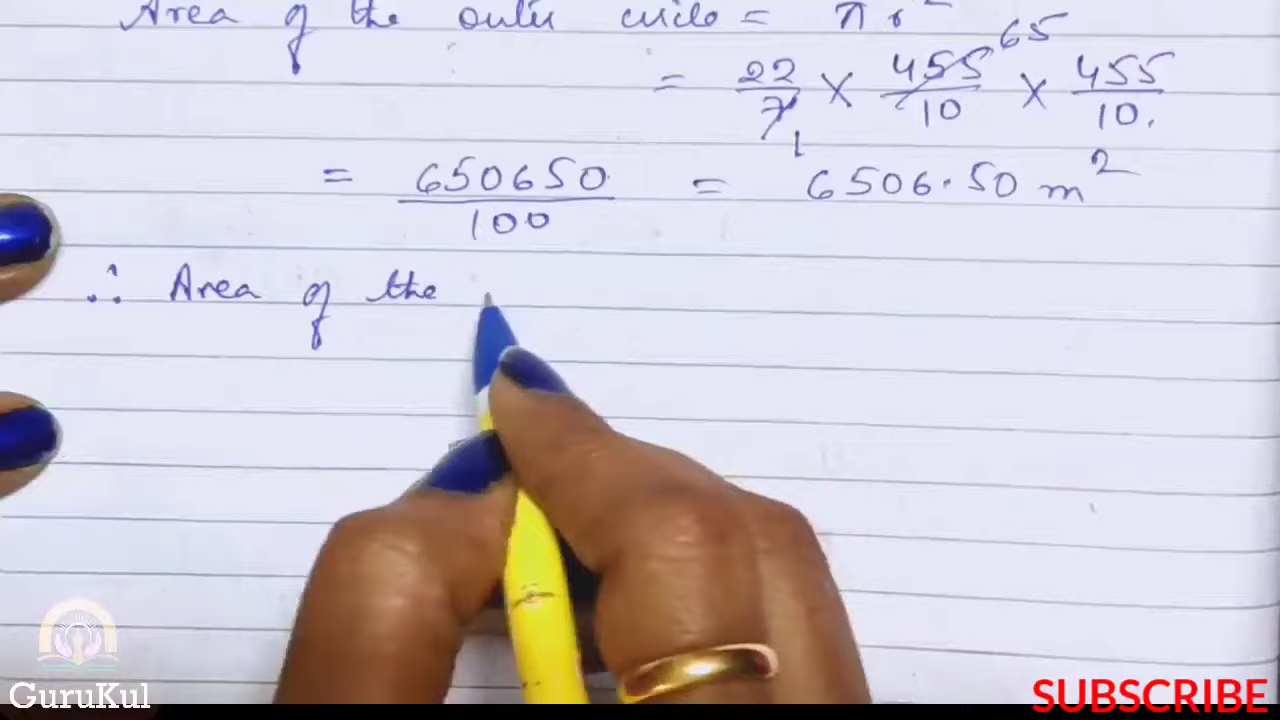 Area of the outer circle = π r²
= 22/7 × 455/10 × 455/10. 65 1
= 650650/100 = 6506.50 m²
∴ Area of the
GuruKul
SUBSCRIBE